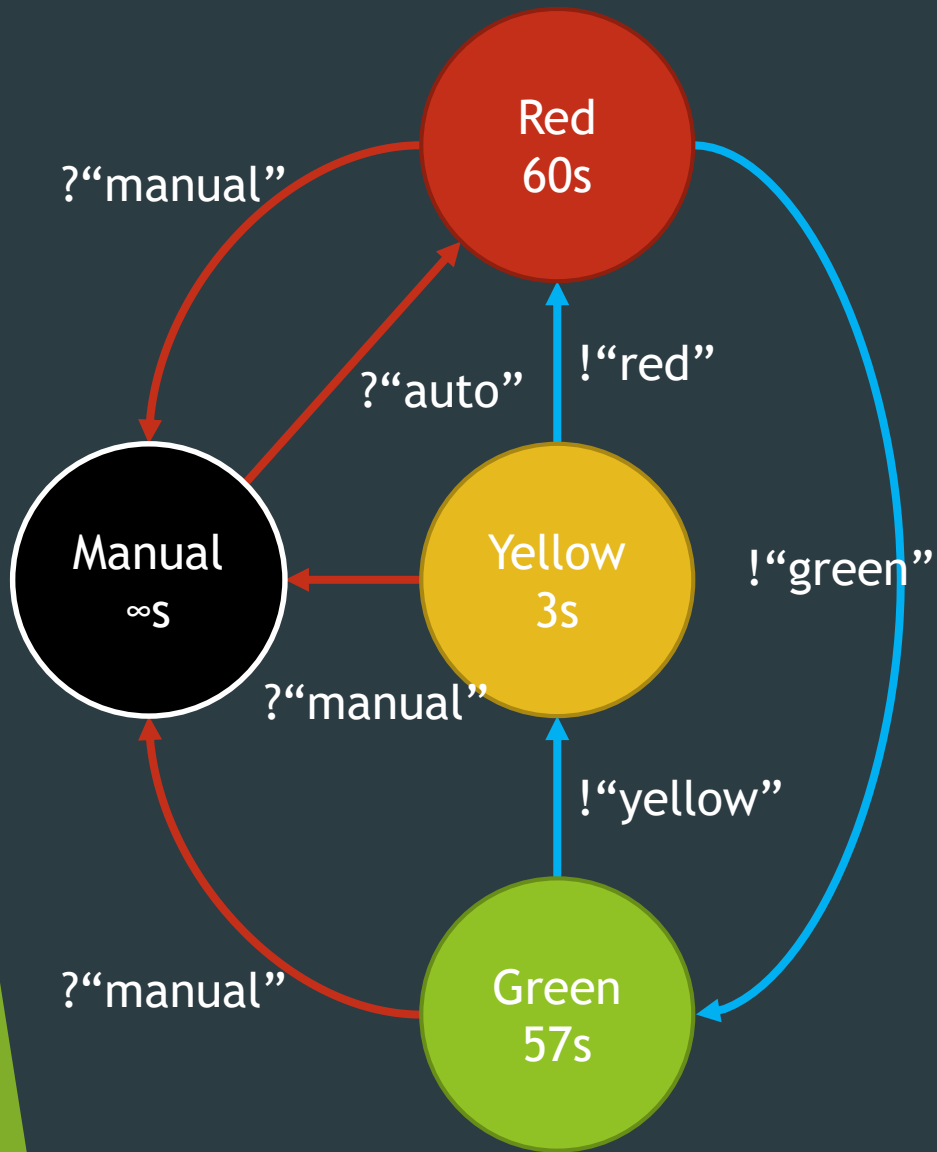 Red
60s
?“manual”
!“red”
?“auto”
Manual
∞s
Yellow
3s
!“green”
?“manual”
!“yellow”
?“manual”
Green
57s